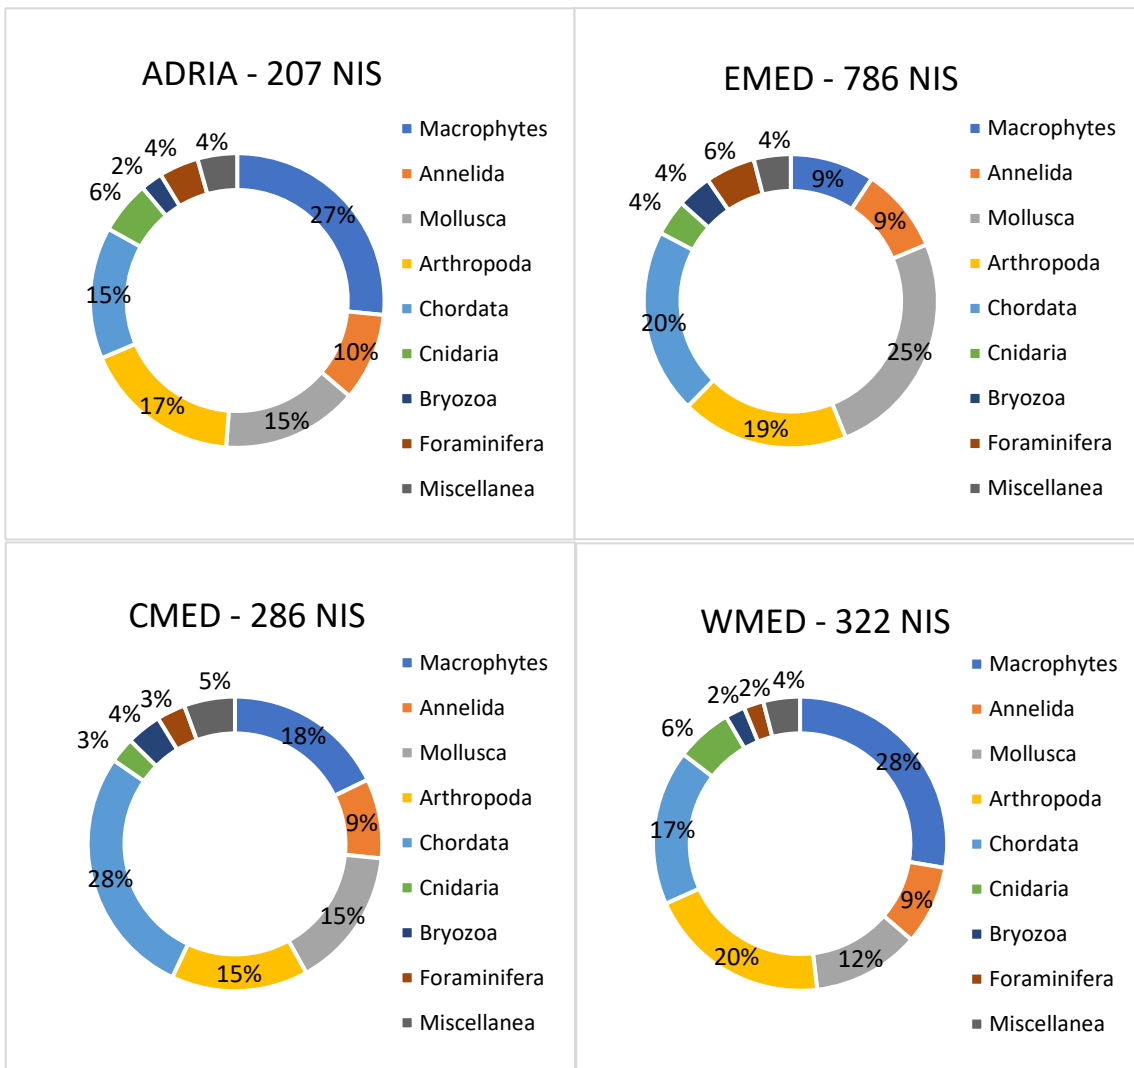 ADRIA - 207 NIS
4%
4%
2%
6%
27%
15%
10%
17%
15%
Macrophytes
Annelida
Mollusca
Arthropoda
Chordata
Cnidaria
Bryozoa
Foraminifera
Miscellanea
EMED - 786 NIS
4%
6%
4%
4%
9%
9%
20%
25%
19%
Macrophytes
Annelida
Mollusca
Arthropoda
Chordata
Cnidaria
Bryozoa
Foraminifera
Miscellanea
CMED - 286 NIS
5%
3%
4%
3%
18%
9%
28%
15%
15%
Macrophytes
Annelida
Mollusca
Arthropoda
Chordata
Cnidaria
Bryozoa
Foraminifera
Miscellanea
WMED - 322 NIS
4%
2%
2%
6%
28%
17%
9%
20%
12%
Macrophytes
Annelida
Mollusca
Arthropoda
Chordata
Cnidaria
Bryozoa
Foraminifera
Miscellanea